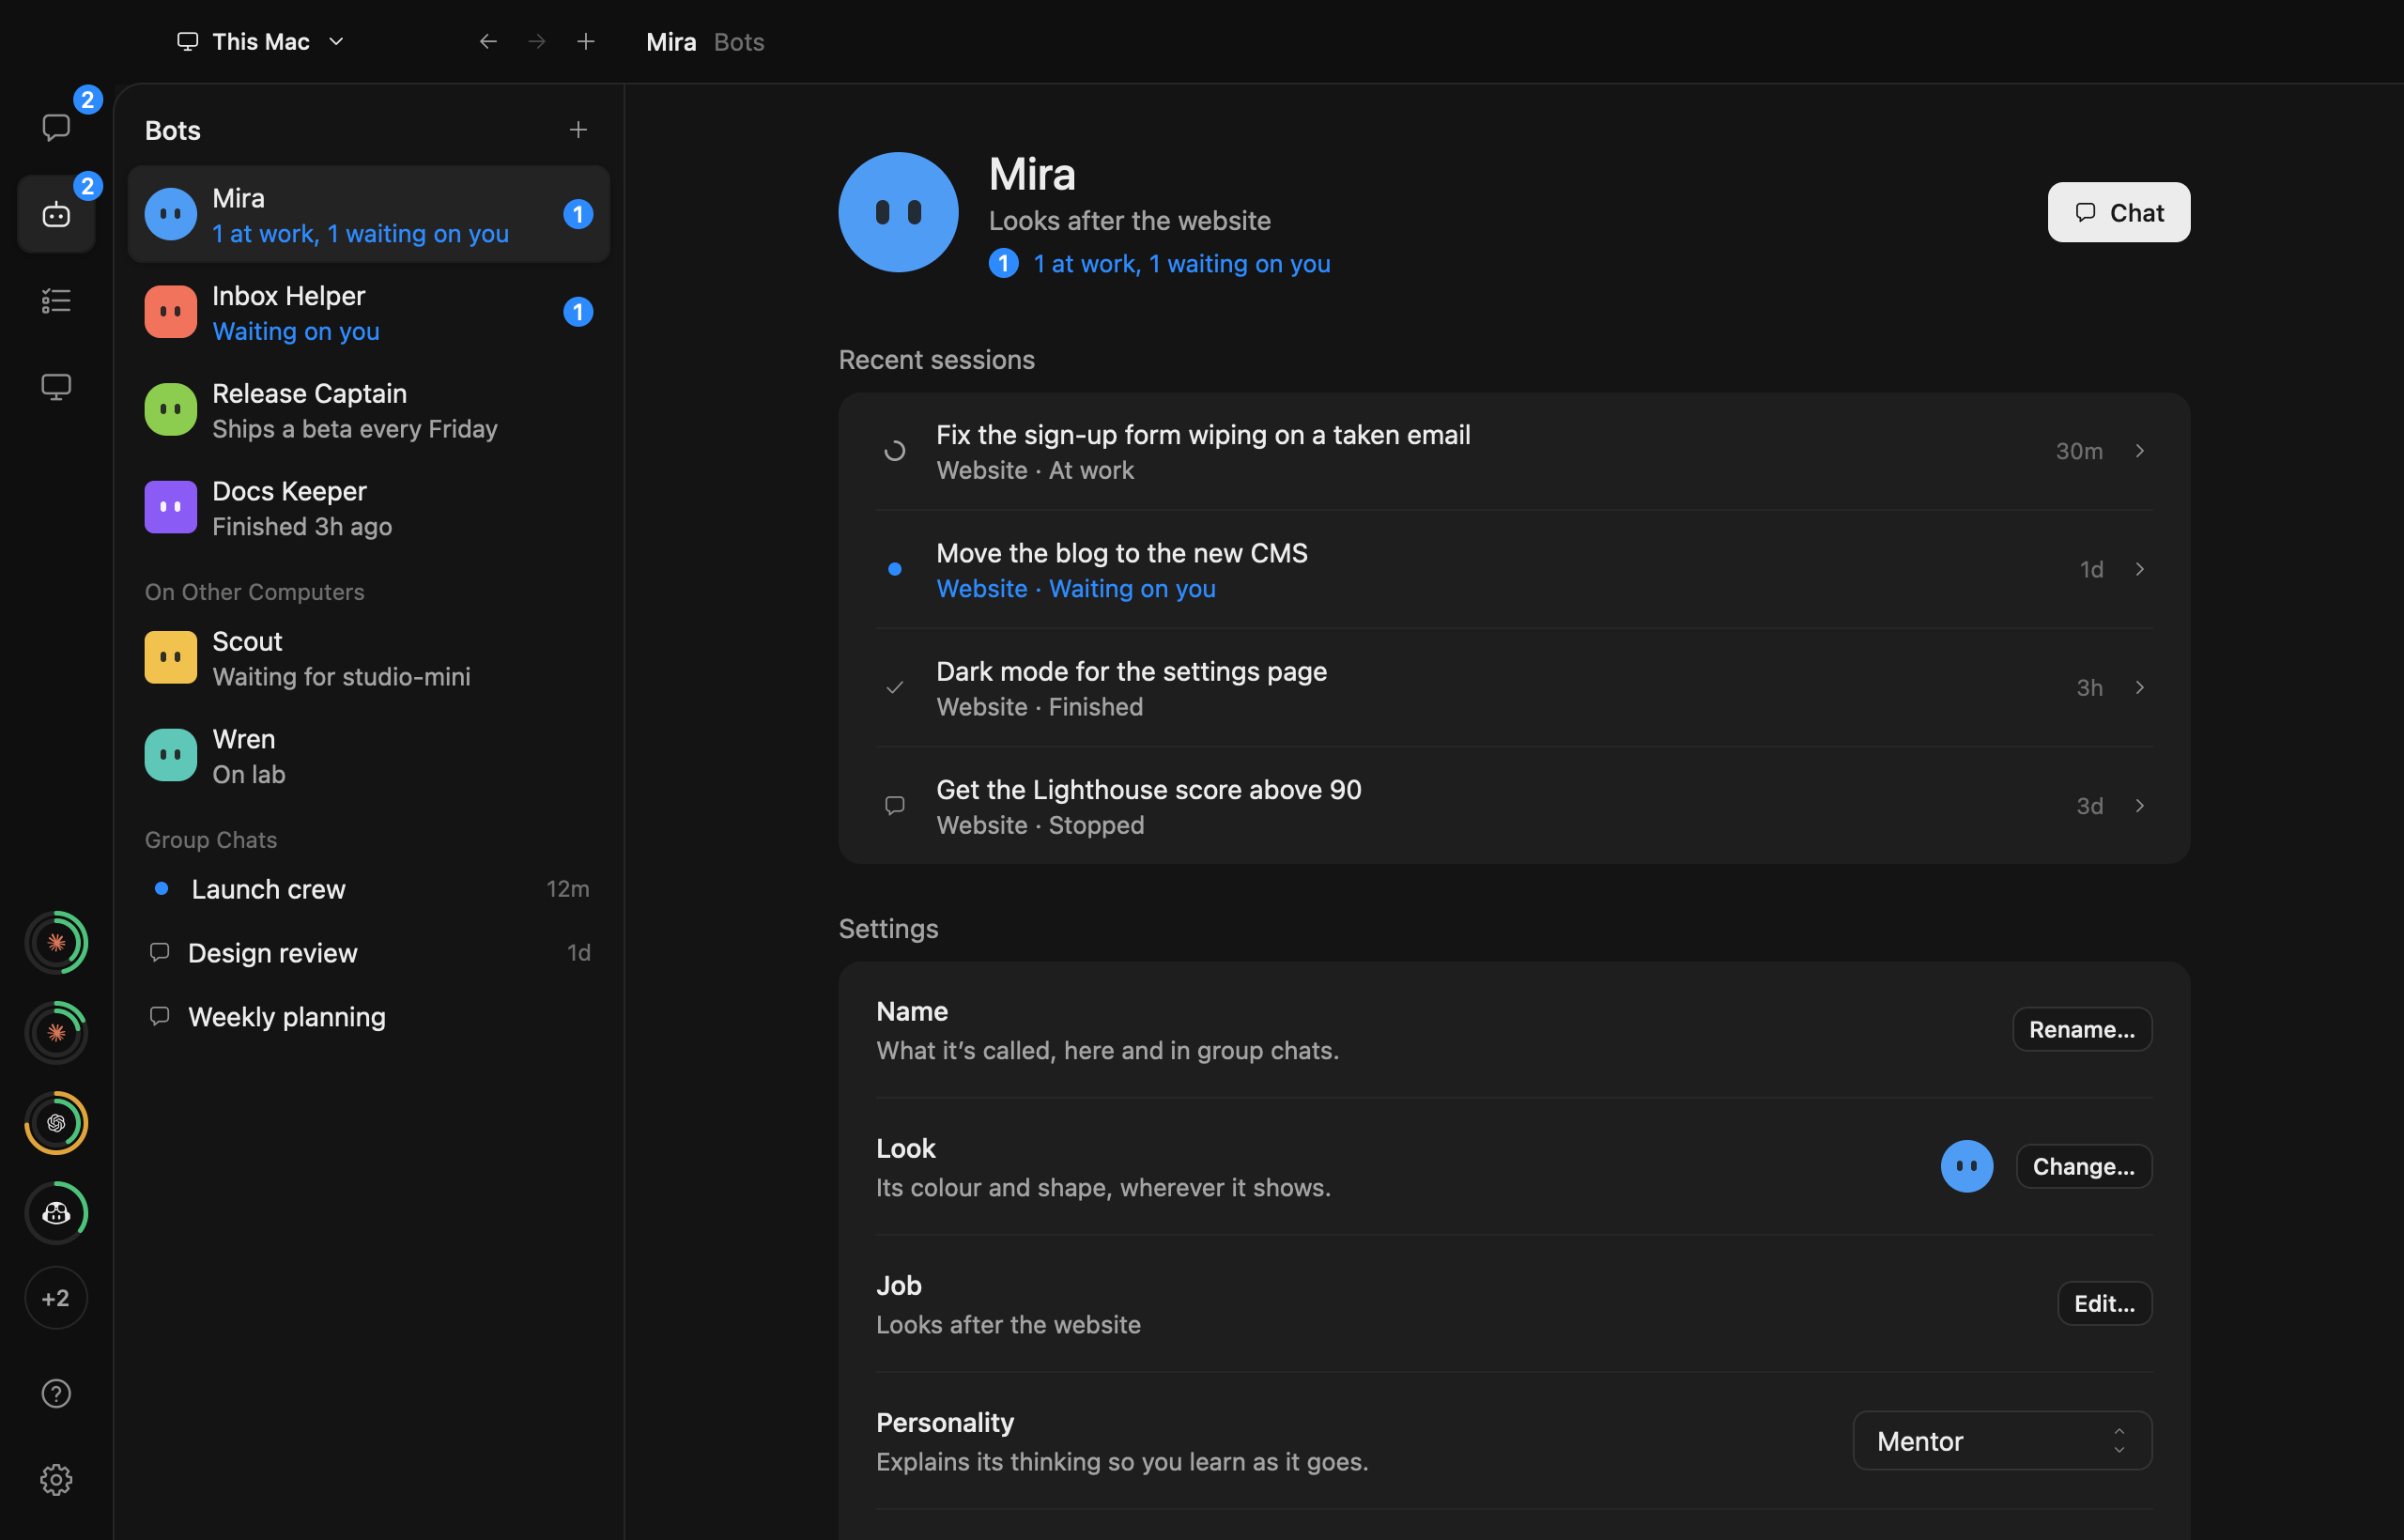 This Mac
Mira Bots
2
2
Bots
Mira
1 at work, 1 waiting on you
1
Inbox Helper
Waiting on you
1
Release Captain
Ships a beta every Friday
Docs Keeper
Finished 3h ago
On Other Computers
Scout
Waiting for studio-mini
Wren
On lab
Group Chats
Launch crew 12m
Design review 1d
Weekly planning
+2
Mira
Looks after the website
1 1 at work, 1 waiting on you
Chat
Recent sessions
Fix the sign-up form wiping on a taken email
Website · At work
30m
Move the blog to the new CMS
Website · Waiting on you
1d
Dark mode for the settings page
Website · Finished
3h
Get the Lighthouse score above 90
Website · Stopped
3d
Settings
Name
What it’s called, here and in group chats.
Rename...
Look
Its colour and shape, wherever it shows.
Change...
Job
Looks after the website
Edit...
Personality
Explains its thinking so you learn as it goes.
Mentor